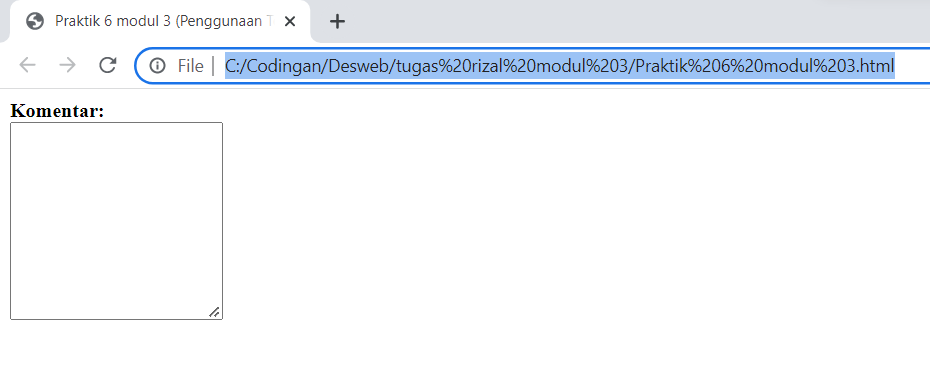 Praktik 6 modul 3 (Penggunaan T
File | C:/Codingan/Desweb/tugas%20rizal%20modul%203/Praktik%206%20modul%203.html
Komentar: